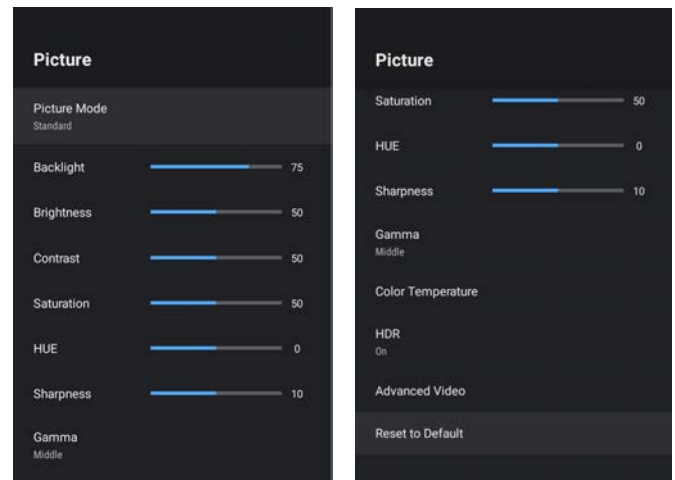 Picture
Picture Mode
Standard
Backlight 75
Brightness 50
Contrast 50
Saturation 50
HUE 0
Sharpness 10
Gamma
Middle
Picture
Saturation 50
HUE 0
Sharpness 10
Gamma
Middle
Color Temperature
HDR
On
Advanced Video
Reset to Default